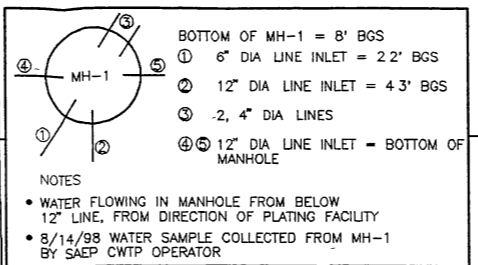 BOTTOM OF MH-1 = 8' BGS
① 6" DIA LINE INLET = 2 2' BGS
② 12" DIA LINE INLET = 4 3' BGS
③ -2, 4" DIA LINES
④⑤ 12" DIA LINE INLET = BOTTOM OF
MANHOLE
③
④
MH-1
⑤
①
②
NOTES
• WATER FLOWING IN MANHOLE FROM BELOW
12" LINE, FROM DIRECTION OF PLATING FACILITY
• 8/14/98 WATER SAMPLE COLLECTED FROM MH-1
BY SAEP CWTP OPERATOR